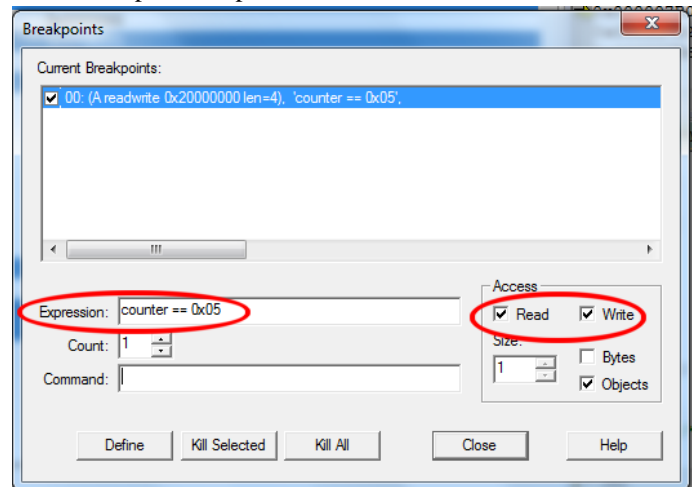 Breakpoints
Current Breakpoints:
00: (A readwrite 0x20000000 len=4), 'counter == 0x05',
Access
Expression: counter == 0x05
Read Write
Count: 1
Size:
1
Bytes
Command:
Objects
Define Kill Selected Kill All Close Help